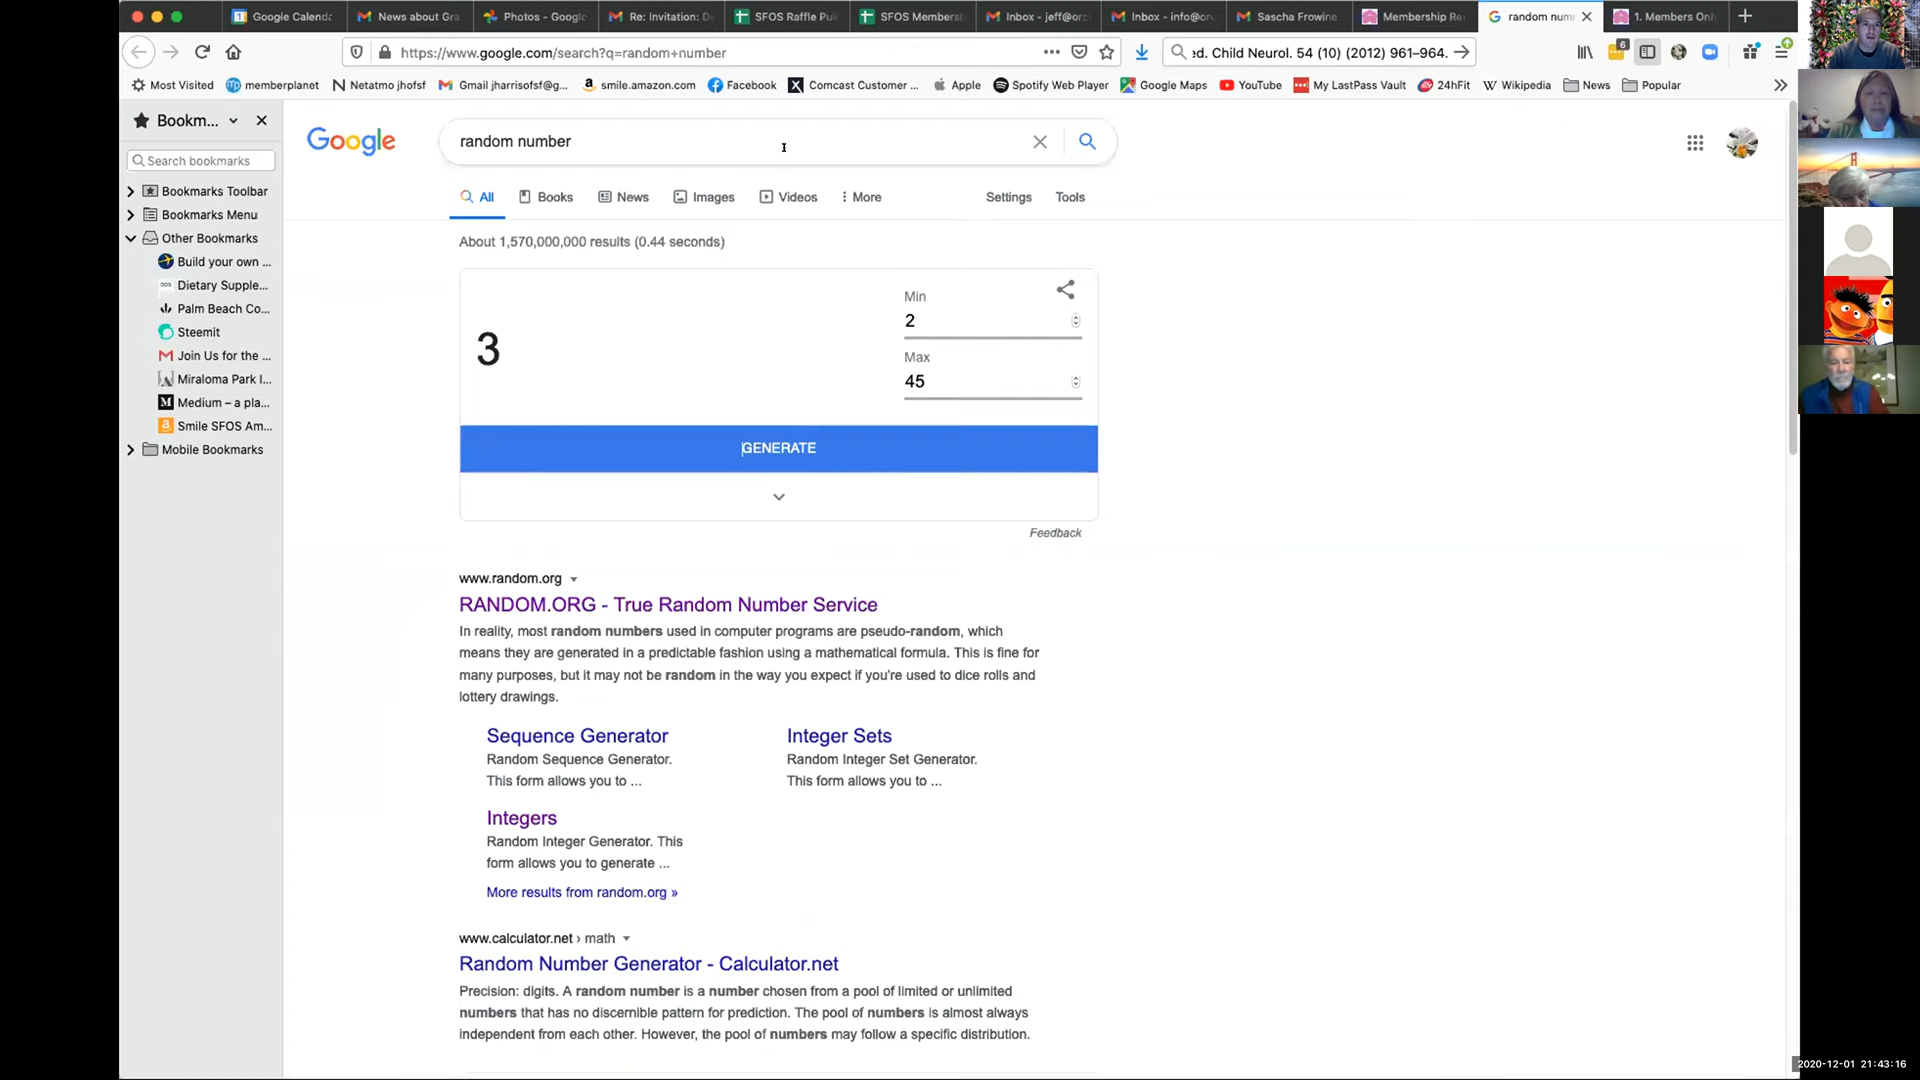 Google Calenda
News about Gra
Photos - Google
Re: Invitation: De
SFOS Raffle Puk
SFOS Membersh
Inbox - jeff@orc
Inbox - info@orc
Sascha Frowine
Membership Re
random num
1. Members Onl
https://www.google.com/search?q=random+number
ed. Child Neurol. 54 (10) (2012) 961–964.
6
Most Visited
memberplanet
Netatmo jhofsf
Gmail jharrisofsf@g...
smile.amazon.com
Facebook
Comcast Customer ...
Apple
Spotify Web Player
Google Maps
YouTube
My LastPass Vault
24hFit
Wikipedia
News
Popular
Bookm...
Search bookmarks
Bookmarks Toolbar
Bookmarks Menu
Other Bookmarks
Build your own ...
Dietary Supple...
Palm Beach Co...
Steemit
Join Us for the ...
Miraloma Park I...
Medium – a pla...
Smile SFOS Am...
Mobile Bookmarks
Google
random number
All
Books
News
Images
Videos
More
Settings
Tools
About 1,570,000,000 results (0.44 seconds)
3
Min
2
Max
45
GENERATE
Feedback
www.random.org
RANDOM.ORG - True Random Number Service
In reality, most random numbers used in computer programs are pseudo-random, which
means they are generated in a predictable fashion using a mathematical formula. This is fine for
many purposes, but it may not be random in the way you expect if you're used to dice rolls and
lottery drawings.
Sequence Generator
Random Sequence Generator.
This form allows you to ...
Integer Sets
Random Integer Set Generator.
This form allows you to ...
Integers
Random Integer Generator. This
form allows you to generate ...
More results from random.org »
www.calculator.net › math
Random Number Generator - Calculator.net
Precision: digits. A random number is a number chosen from a pool of limited or unlimited
numbers that has no discernible pattern for prediction. The pool of numbers is almost always
independent from each other. However, the pool of numbers may follow a specific distribution.
2020-12-01 21:43:16